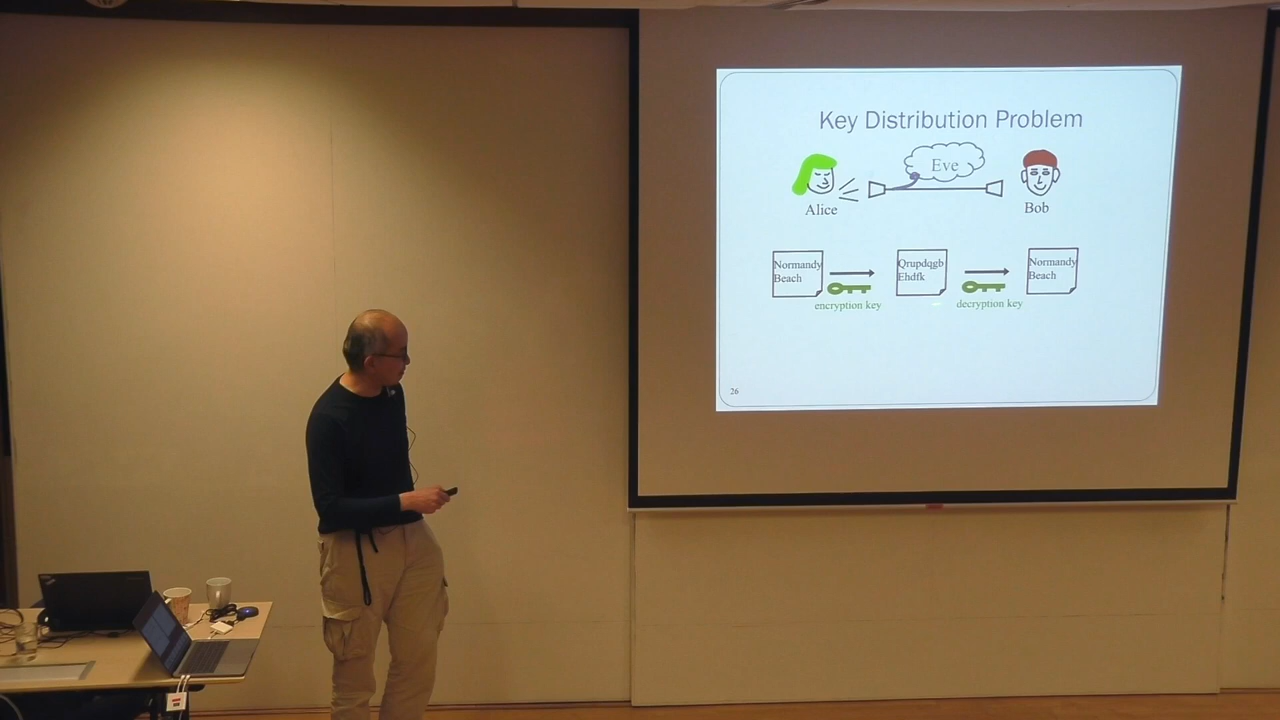 Key Distribution Problem
Eve
Alice
Bob
Normandy
Beach
Qrupdqgb
Ehdfk
Normandy
Beach
encryption key
decryption key
26